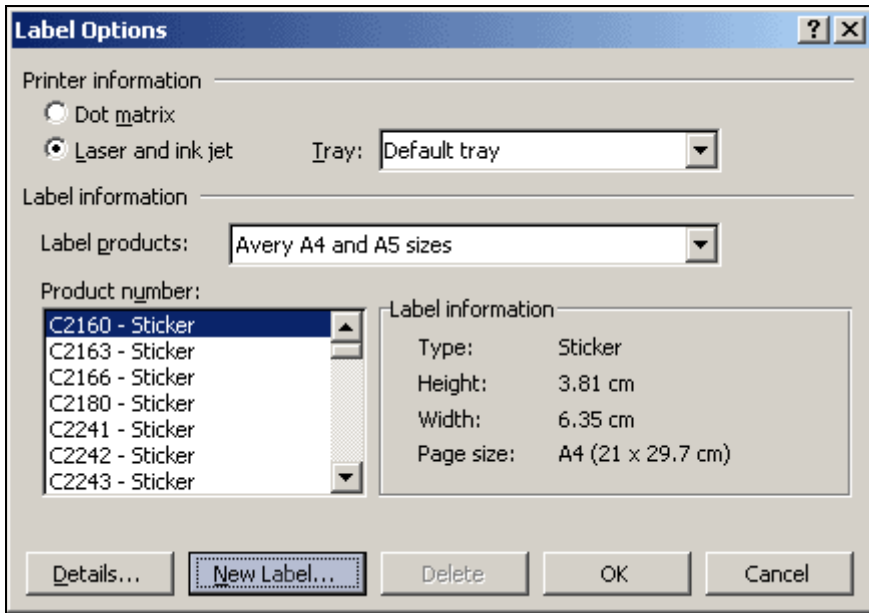 Label Options
Printer information
Dot matrix
Laser and ink jet Tray: Default tray
Label information
Label products: Avery A4 and A5 sizes
Product number:
C2160 - Sticker
C2163 - Sticker
C2166 - Sticker
C2180 - Sticker
C2241 - Sticker
C2242 - Sticker
C2243 - Sticker
Label information
Type: Sticker
Height: 3.81 cm
Width: 6.35 cm
Page size: A4 (21 x 29.7 cm)
Details... New Label... Delete OK Cancel